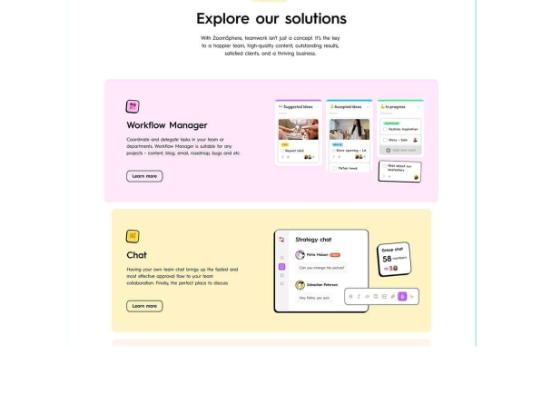 Explore our solutions
With ZoomSphere, teamwork isn't just a concept. It's the key
to a happier team, high-quality content, outstanding results,
satisfied clients, and a thriving business.
Workflow Manager
Coordinate and delegate tasks in your team or
departments. Workflow Manager is suitable for any
projects - content, blog, email, roadmap, bugs and etc
Learn more
Suggested ideas
Accepted ideas
In progress
Chat
Having your own team chat brings up the fastest and
most effective approval flow to your team
collaboration. Finally, the perfect place to discuss
Learn more
Strategy chat
Can you change the picture?
Sebastian Peterson
Hey Petra, you sure
Group chat
58 members